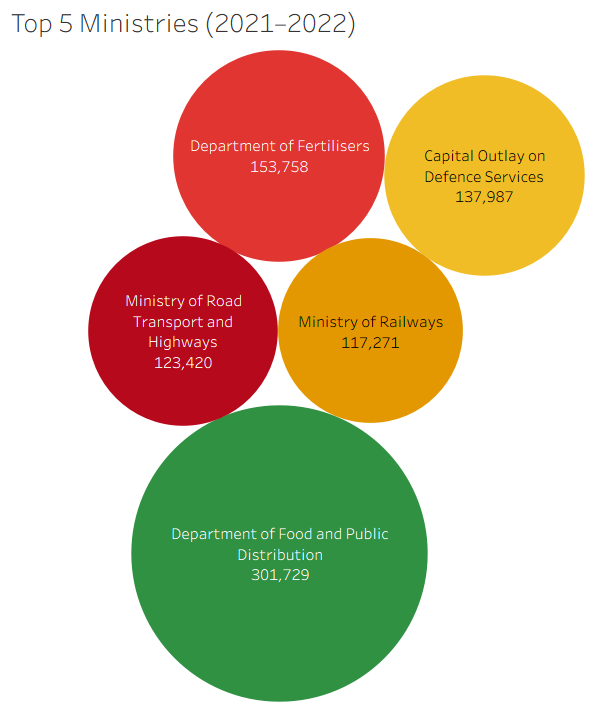 Top 5 Ministries (2021–2022)
Department of Fertilisers
153,758
Capital Outlay on
Defence Services
137,987
Ministry of Road
Transport and
Highways
123,420
Ministry of Railways
117,271
Department of Food and Public
Distribution
301,729